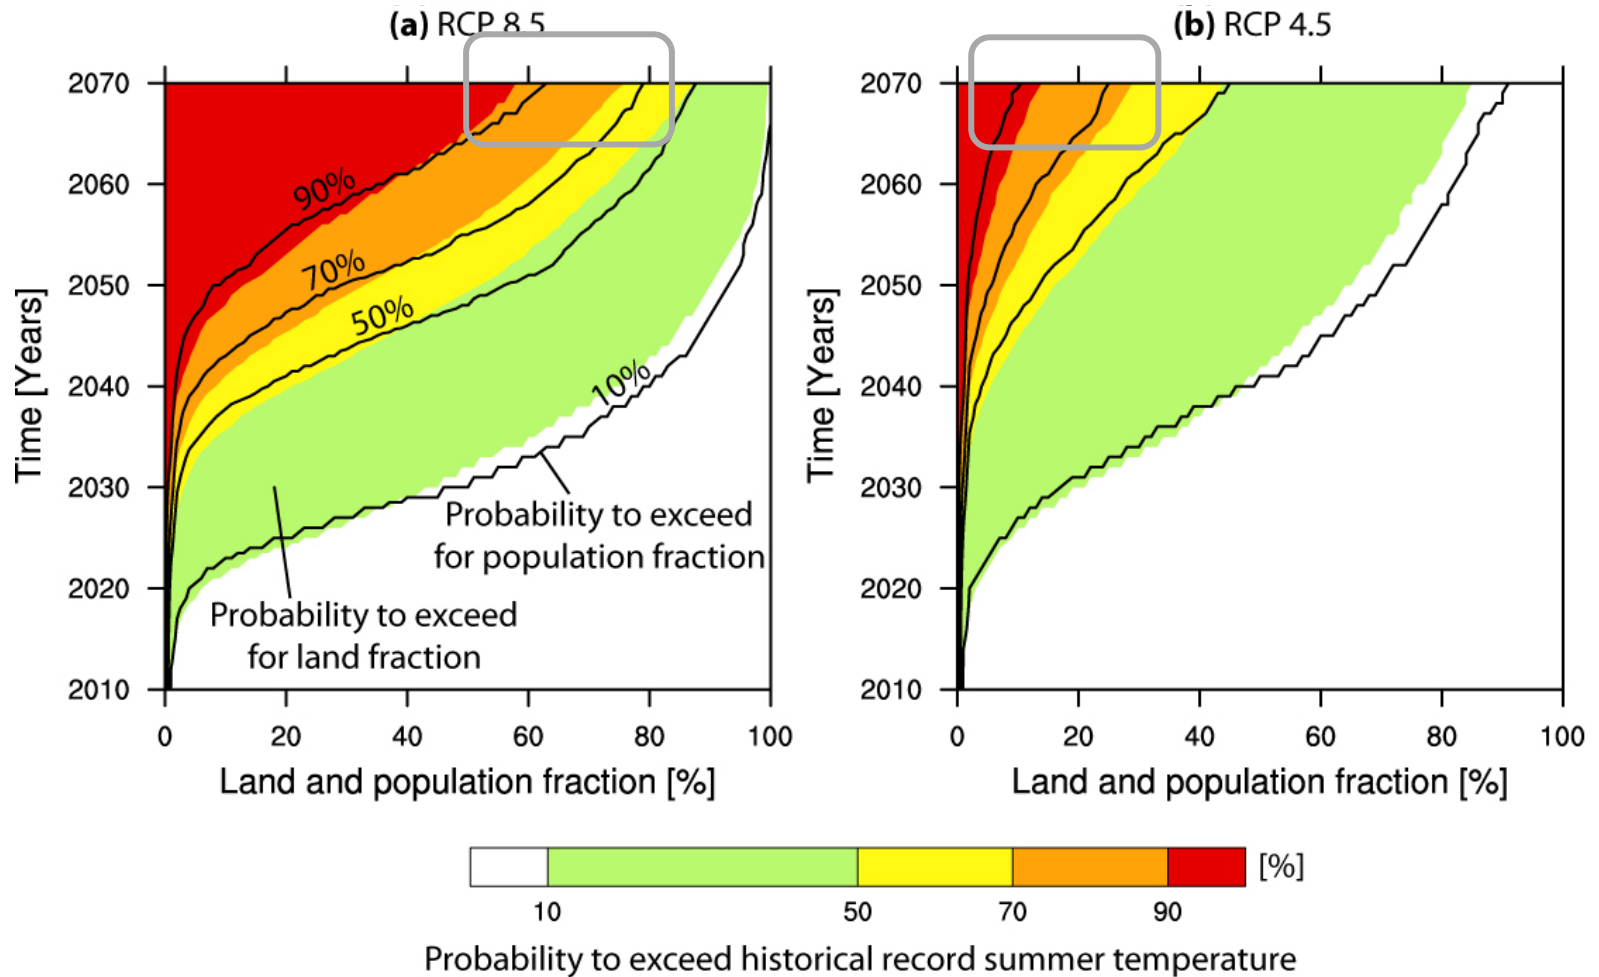 (a) RCP 8.5
(b) RCP 4.5
Time [Years]
2070
2060
2050
2040
2030
2020
2010
90%
70%
50%
10%
Probability to exceed
for population fraction
Probability to exceed
for land fraction
0 20 40 60 80 100
Land and population fraction [%]
Time [Years]
2070
2060
2050
2040
2030
2020
2010
0 20 40 60 80 100
Land and population fraction [%]
[%]
10 50 70 90
Probability to exceed historical record summer temperature